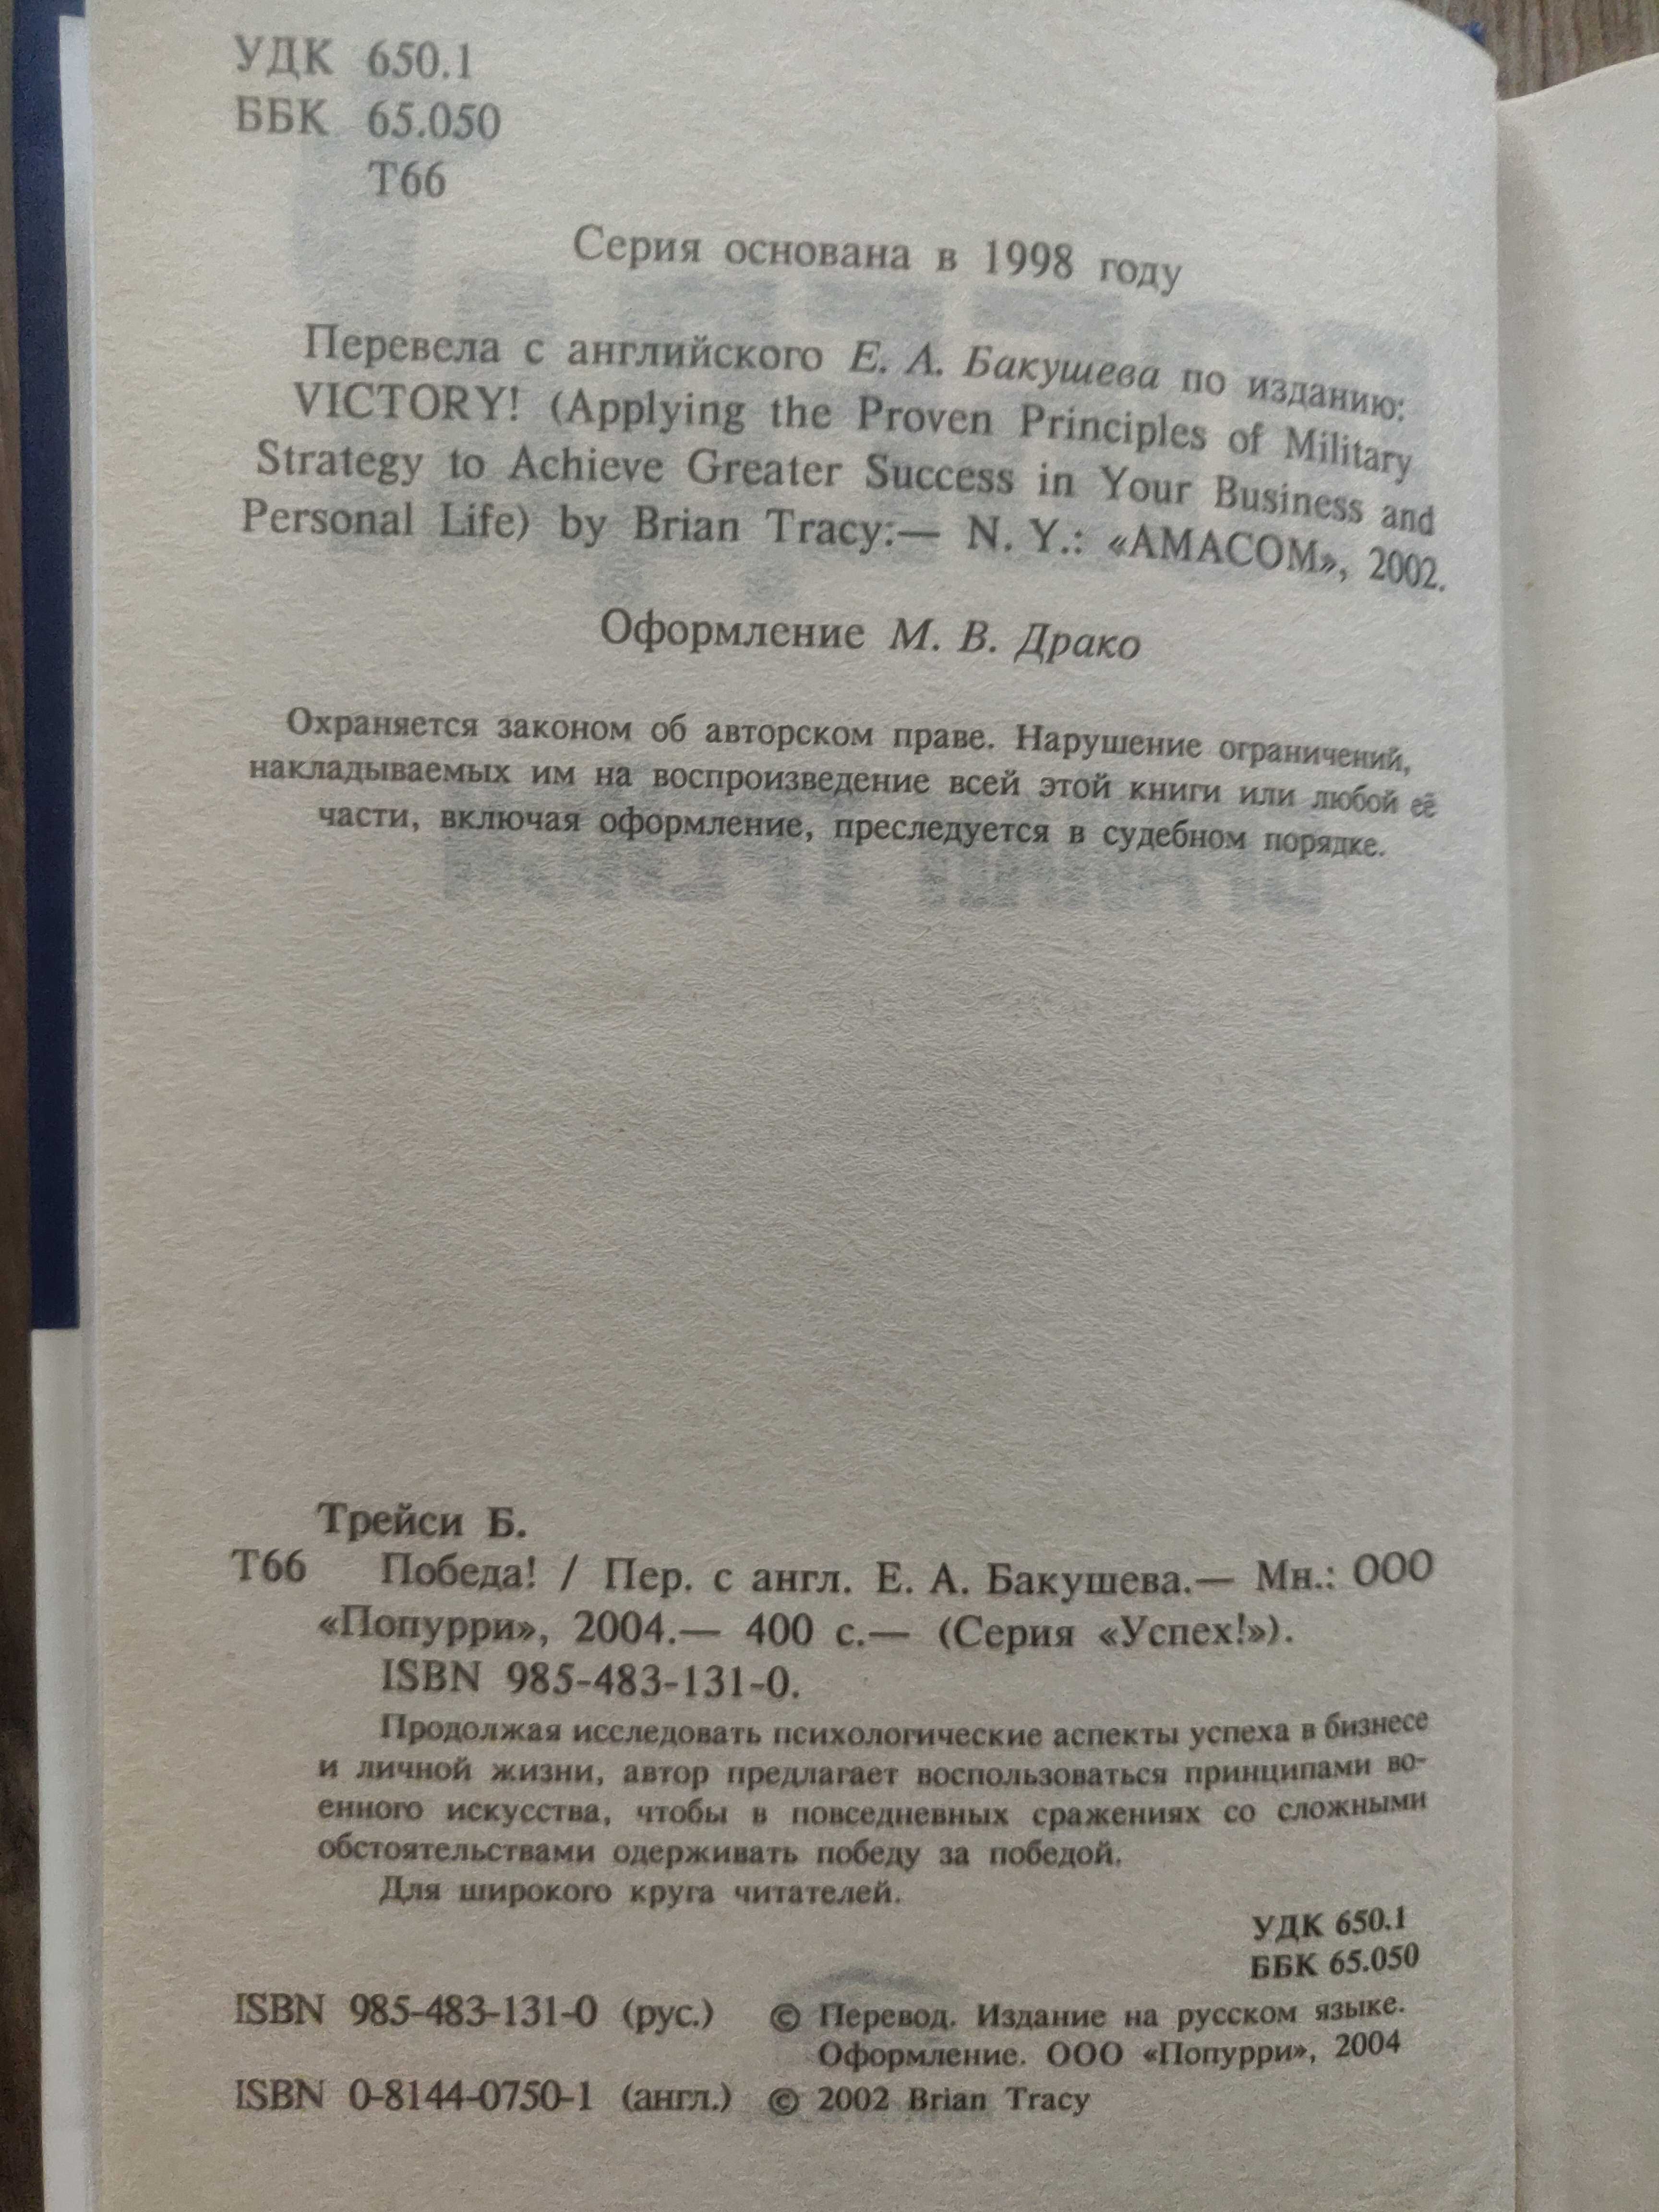 УДК 650.1
ББК 65.050
Т66
Серия основана в 1998 году
Перевела с английского Е. А. Бакушева по изданию:
VICTORY! (Applying the Proven Principles of Military
Strategy to Achieve Greater Success in Your Business and
Personal Life) by Brian Tracy:— N. Y.: «AMACOM», 2002.
Оформление М. В. Драко
Охраняется законом об авторском праве. Нарушение ограничений,
накладываемых им на воспроизведение всей этой книги или любой её
части, включая оформление, преследуется в судебном порядке.
Трейси Б.
Т66 Победа! / Пер. с англ. Е. А. Бакушева.— Мн.: ООО
«Попурри», 2004.— 400 с.— (Серия «Успех!»).
ISBN 985-483-131-0.
Продолжая исследовать психологические аспекты успеха в бизнесе
и личной жизни, автор предлагает воспользоваться принципами во-
енного искусства, чтобы в повседневных сражениях со сложными
обстоятельствами одерживать победу за победой.
Для широкого круга читателей.
УДК 650.1
ББК 65.050
ISBN 985-483-131-0 (рус.) © Перевод. Издание на русском языке.
Оформление. ООО «Попурри», 2004
ISBN 0-8144-0750-1 (англ.) © 2002 Brian Tracy